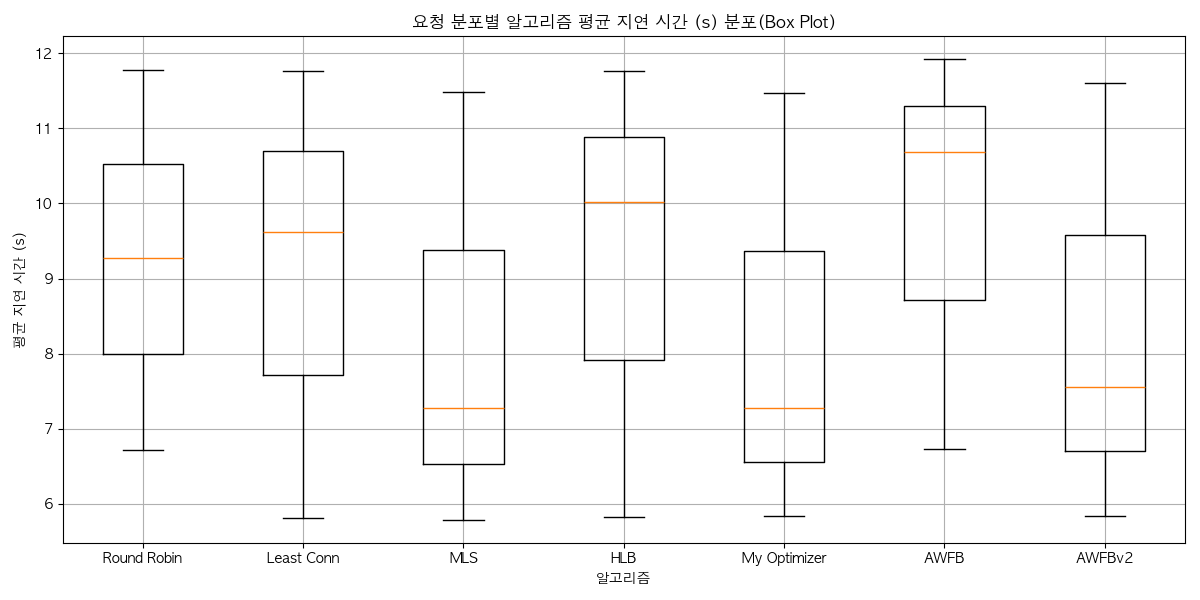 요청 분포별 알고리즘 평균 지연 시간 (s) 분포(Box Plot)
평균 지연 시간 (s)
12
11
10
9
8
7
6
Round Robin
Least Conn
MLS
HLB
My Optimizer
AWFB
AWFBv2
알고리즘